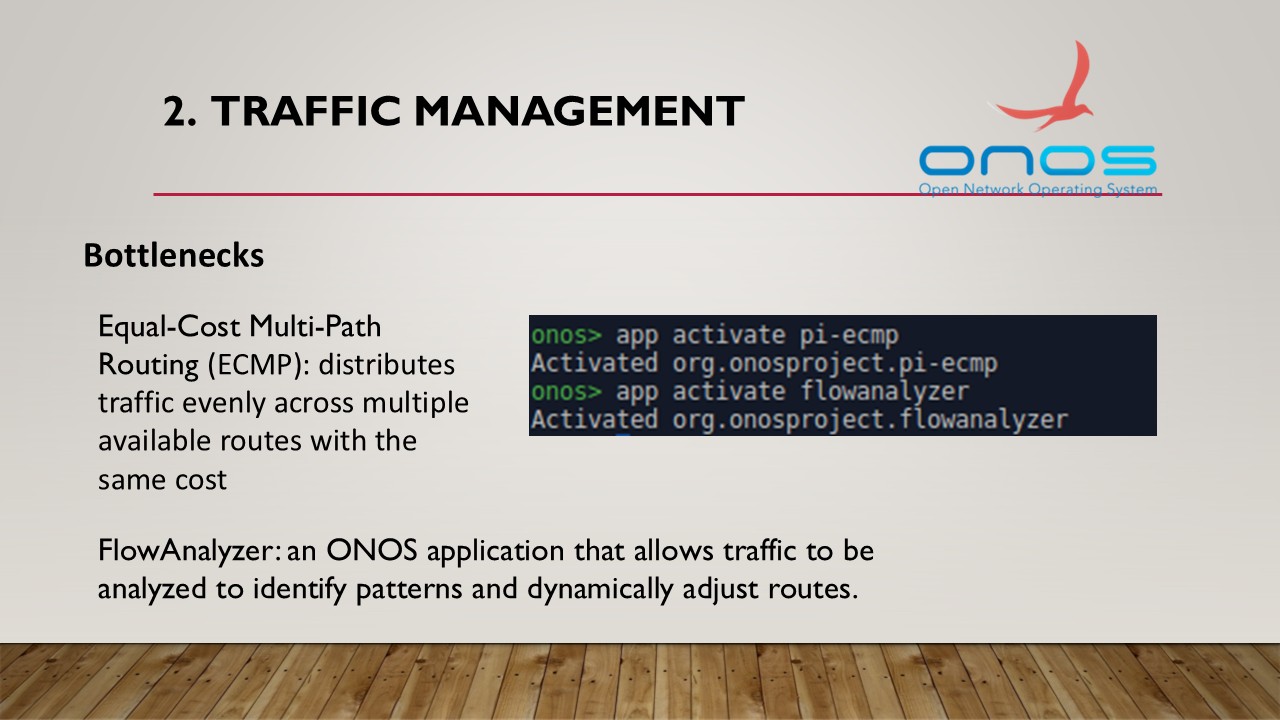 2. TRAFFIC MANAGEMENT
onos
Open Network Operating System
Bottlenecks
Equal-Cost Multi-Path
Routing (ECMP): distributes
traffic evenly across multiple
available routes with the
same cost
onos> app activate pi-ecmp
Activated org.onosproject.pi-ecmp
onos> app activate flowanalyzer
Activated org.onosproject.flowanalyzer
FlowAnalyzer: an ONOS application that allows traffic to be
analyzed to identify patterns and dynamically adjust routes.